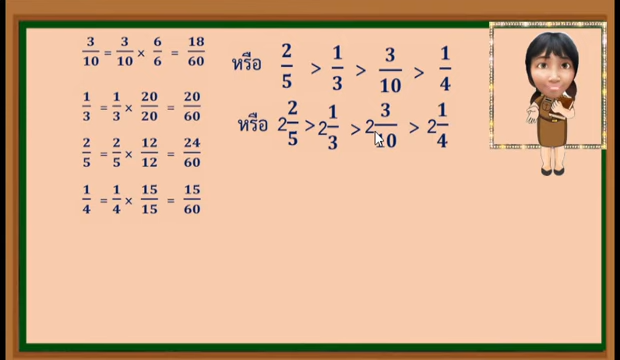 3/10 = 3/10 × 6/6 = 18/60
1/3 = 1/3 × 20/20 = 20/60
2/5 = 2/5 × 12/12 = 24/60
1/4 = 1/4 × 15/15 = 15/60
หรือ 2/5 > 1/3 > 3/10 > 1/4
หรือ 2 2/5 > 2 1/3 > 2 3/10 > 2 1/4